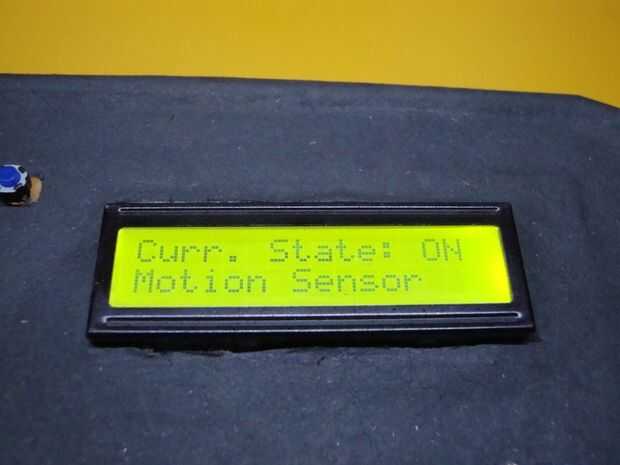 Curr. State: ON
Motion Sensor